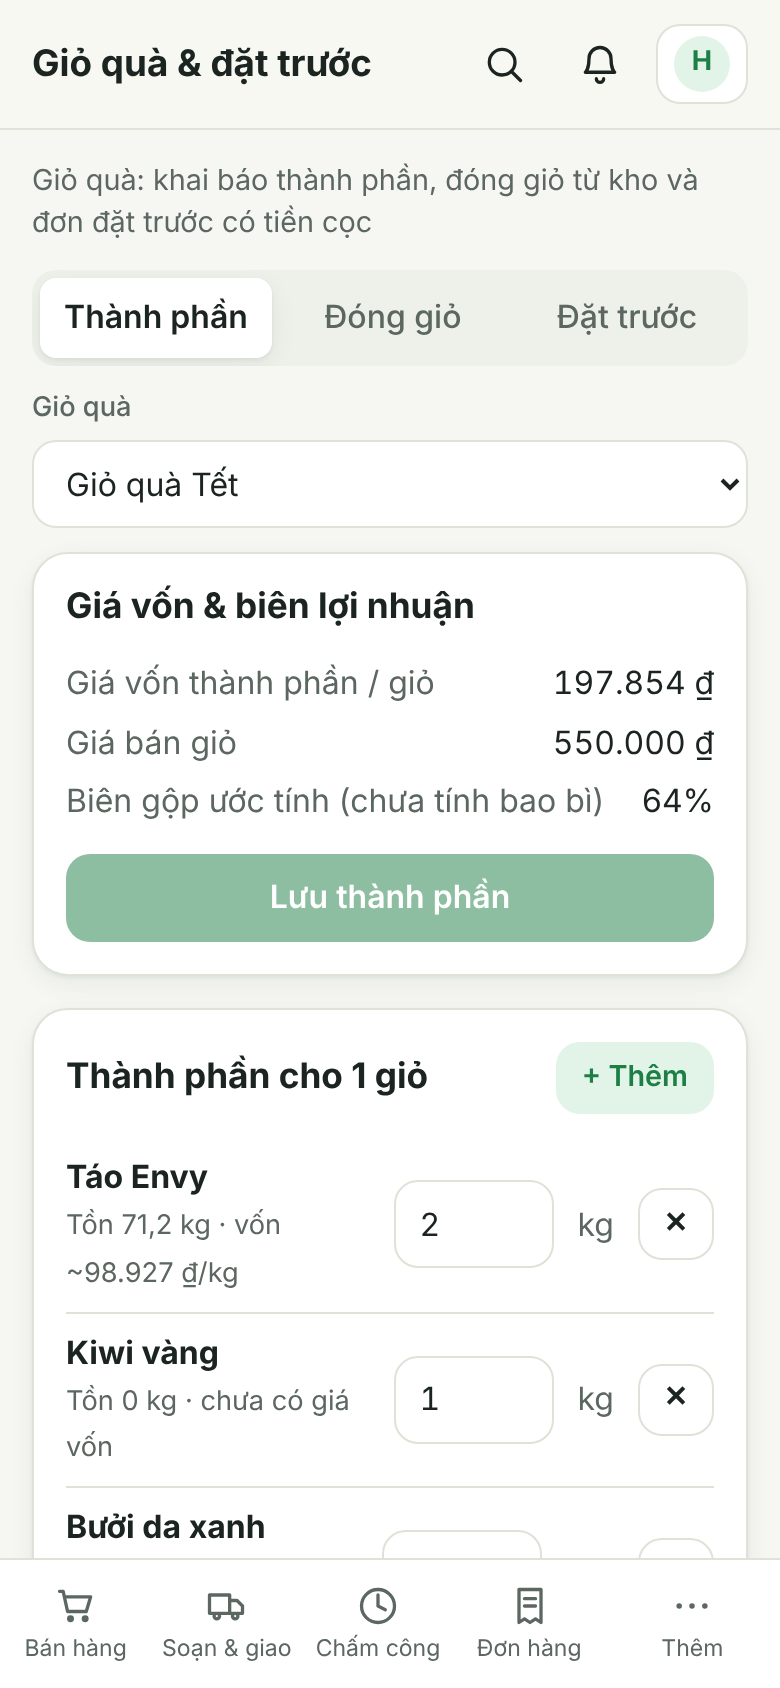 Giỏ quà & đặt trước
H
Giỏ quà: khai báo thành phần, đóng giỏ từ kho và
đơn đặt trước có tiền cọc
Thành phần
Đóng giỏ
Đặt trước
Giỏ quà
Giỏ quà Tết
Giá vốn & biên lợi nhuận
Giá vốn thành phần / giỏ 197.854 ₫
Giá bán giỏ 550.000 ₫
Biên gộp ước tính (chưa tính bao bì) 64%
Lưu thành phần
Thành phần cho 1 giỏ
+ Thêm
Táo Envy
Tồn 71,2 kg · vốn
~98.927 ₫/kg
2 kg ×
Kiwi vàng
Tồn 0 kg · chưa có giá
vốn
1 kg ×
Bưởi da xanh
Bán hàng
Soạn & giao
Chấm công
Đơn hàng
Thêm